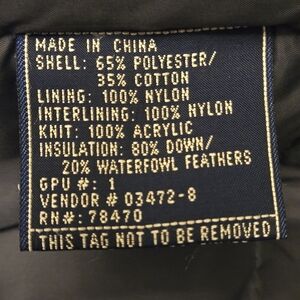 MADE IN CHINA
SHELL: 65% POLYESTER/
35% COTTON
LINING: 100% NYLON
INTERLINING: 100% NYLON
KNIT: 100% ACRYLIC
INSULATION: 80% DOWN/
20% WATERFOWL FEATHERS
GPU #: 1
VENDOR # 03472-8
RN#: 78470
THIS TAG NOT TO BE REMOVED